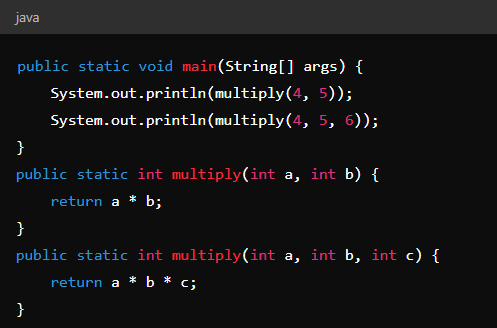 java
public static void main(String[] args) {
    System.out.println(multiply(4, 5));
    System.out.println(multiply(4, 5, 6));
}
public static int multiply(int a, int b) {
    return a * b;
}
public static int multiply(int a, int b, int c) {
    return a * b * c;
}